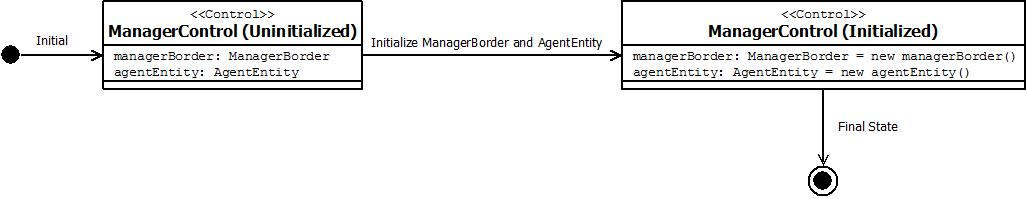 <<Control>>
ManagerControl (Uninitialized)
managerBorder: ManagerBorder
agentEntity: AgentEntity
Initial
Initialize ManagerBorder and AgentEntity
<<Control>>
ManagerControl (Initialized)
managerBorder: ManagerBorder = new managerBorder()
agentEntity: AgentEntity = new agentEntity()
Final State